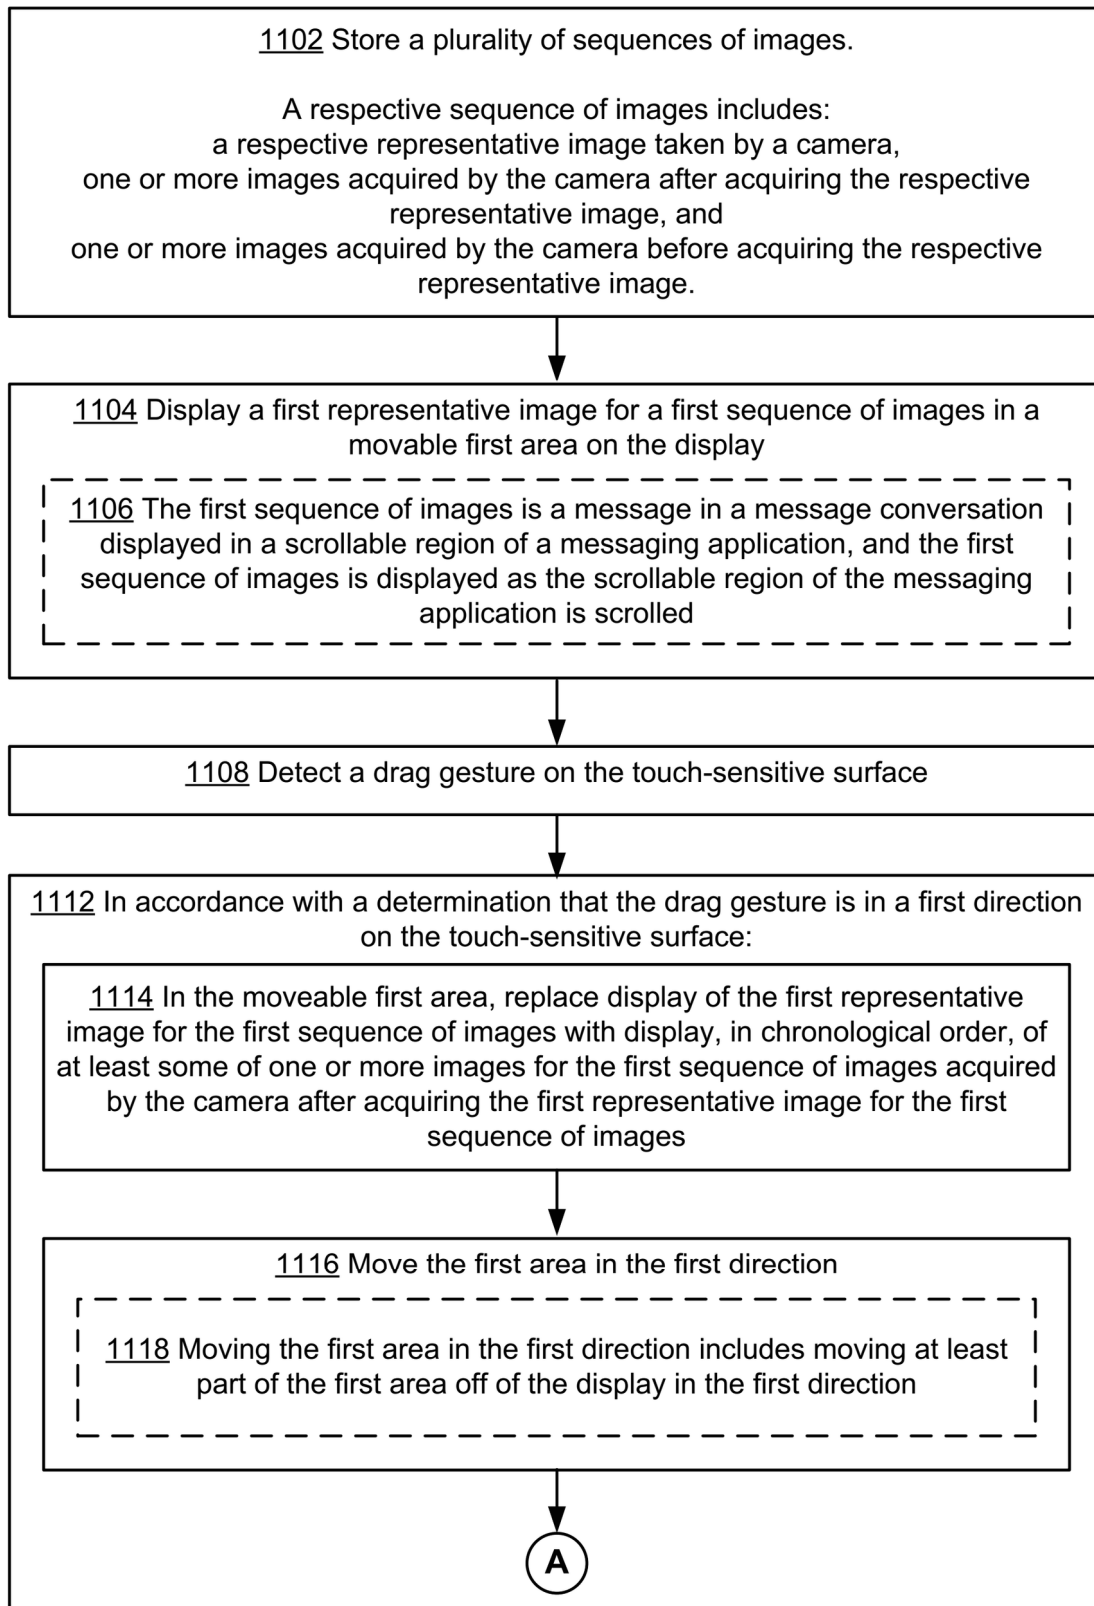 1102 Store a plurality of sequences of images.
A respective sequence of images includes:
a respective representative image taken by a camera,
one or more images acquired by the camera after acquiring the respective
representative image, and
one or more images acquired by the camera before acquiring the respective
representative image.
1104 Display a first representative image for a first sequence of images in a
movable first area on the display
1106 The first sequence of images is a message in a message conversation
displayed in a scrollable region of a messaging application, and the first
sequence of images is displayed as the scrollable region of the messaging
application is scrolled
1108 Detect a drag gesture on the touch-sensitive surface
1112 In accordance with a determination that the drag gesture is in a first direction
on the touch-sensitive surface:
1114 In the moveable first area, replace display of the first representative
image for the first sequence of images with display, in chronological order, of
at least some of one or more images for the first sequence of images acquired
by the camera after acquiring the first representative image for the first
sequence of images
1116 Move the first area in the first direction
1118 Moving the first area in the first direction includes moving at least
part of the first area off of the display in the first direction
A